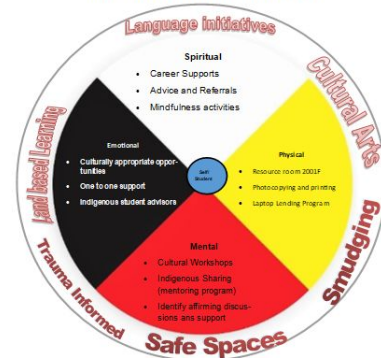 Language initiatives
Cultural Arts
Smudging
Safe Spaces
Trauma Informed
Land based Learning
Spiritual
• Career Supports
• Advice and Referrals
• Mindfulness activities
Emotional
• Culturally appropriate oppor-
tunities
• One to one support
• Indigenous student advisors
Self/
Student
Physical
• Resource room 2001F
• Photocopying and printing
• Laptop Lending Program
Mental
• Cultural Workshops
• Indigenous Sharing
(mentoring program)
• Identify affirming discus-
sions ans support